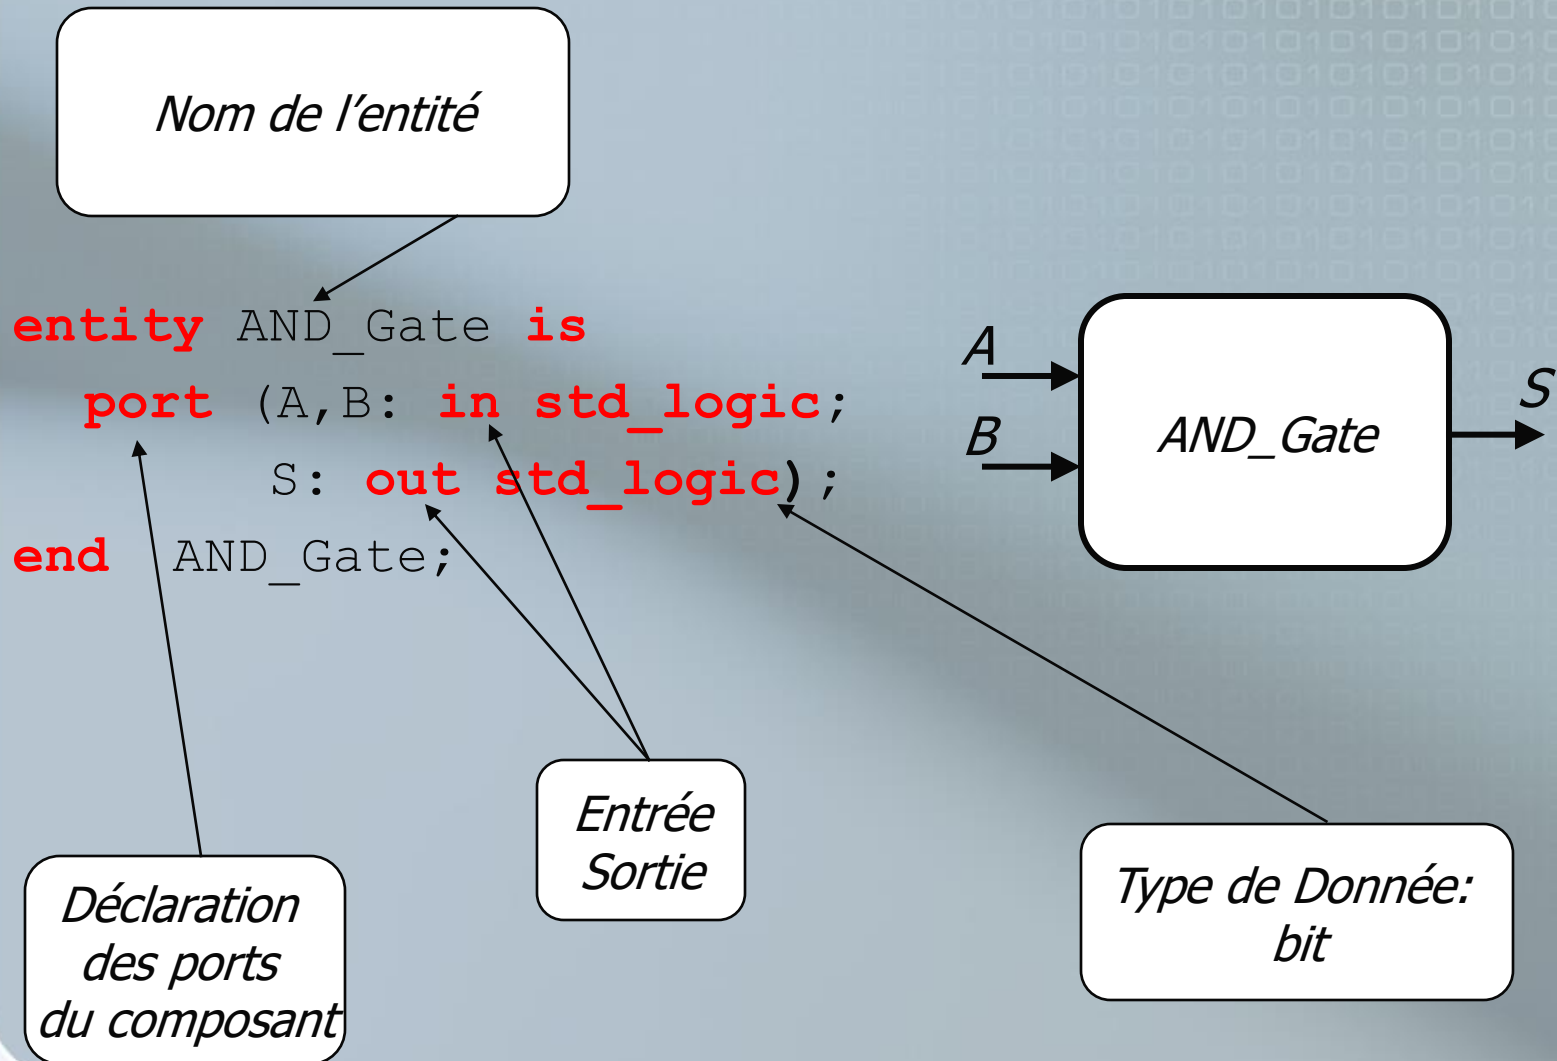 Nom de l'entité
entity AND_Gate is
port (A,B: in std_logic;
S: out std_logic);
end AND_Gate;
A
B
AND_Gate
S
Entrée
Sortie
Déclaration
des ports
du composant
Type de Donnée:
bit